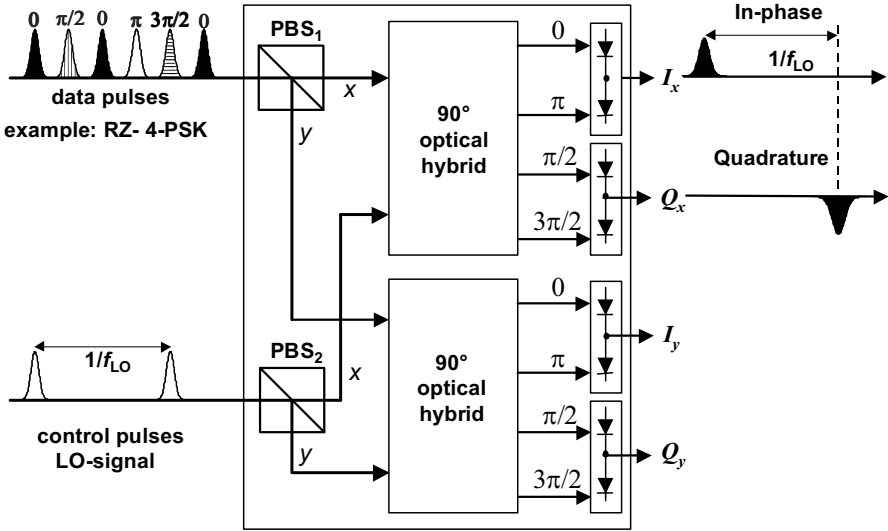 0 π/2 0 π 3π/2 0
data pulses
example: RZ- 4-PSK
PBS1
x
y
90°
optical
hybrid
0
π
π/2
3π/2
Ix
Qx
In-phase
1/fLO
Quadrature
1/fLO
control pulses
LO-signal
PBS2
x
y
90°
optical
hybrid
0
π
π/2
3π/2
Iy
Qy